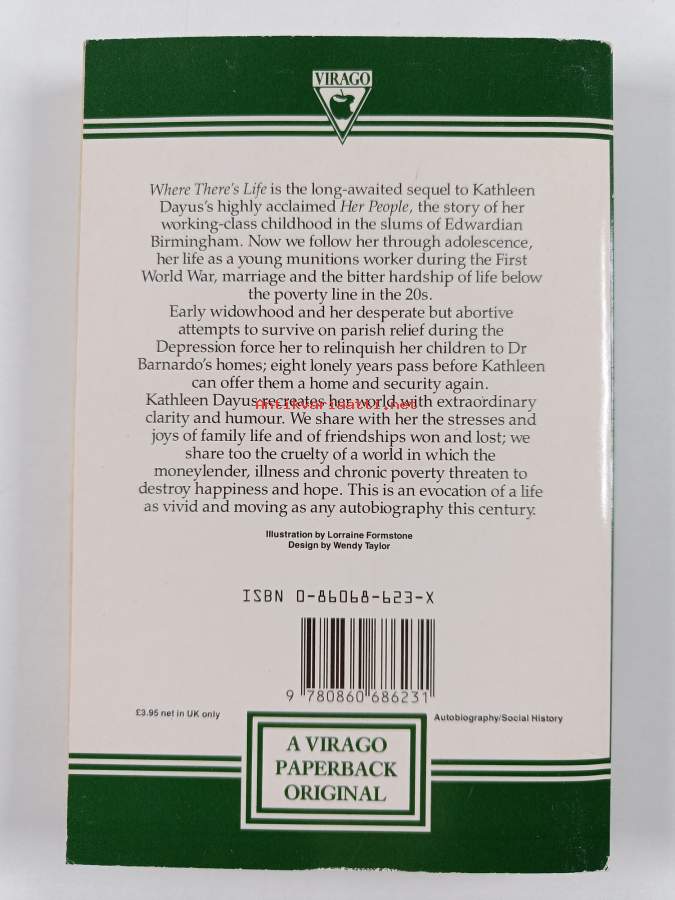 VIRAGO
Where There's Life is the long-awaited sequel to Kathleen
Dayus's highly acclaimed Her People, the story of her
working-class childhood in the slums of Edwardian
Birmingham. Now we follow her through adolescence,
her life as a young munitions worker during the First
World War, marriage and the bitter hardship of life below
the poverty line in the 20s.
Early widowhood and her desperate but abortive
attempts to survive on parish relief during the
Depression force her to relinquish her children to Dr
Barnardo's homes; eight lonely years pass before Kathleen
can offer them a home and security again.
Kathleen Dayus recreates her world with extraordinary
Antikvariaatti.net
clarity and humour. We share with her the stresses and
joys of family life and of friendships won and lost; we
share too the cruelty of a world in which the
moneylender, illness and chronic poverty threaten to
destroy happiness and hope. This is an evocation of a life
as vivid and moving as any autobiography this century.
Illustration by Lorraine Formstone
Design by Wendy Taylor
ISBN 0-86068-623-X
9 780860 686231
£3.95 net in UK only
Autobiography/Social History
A VIRAGO
PAPERBACK
ORIGINAL